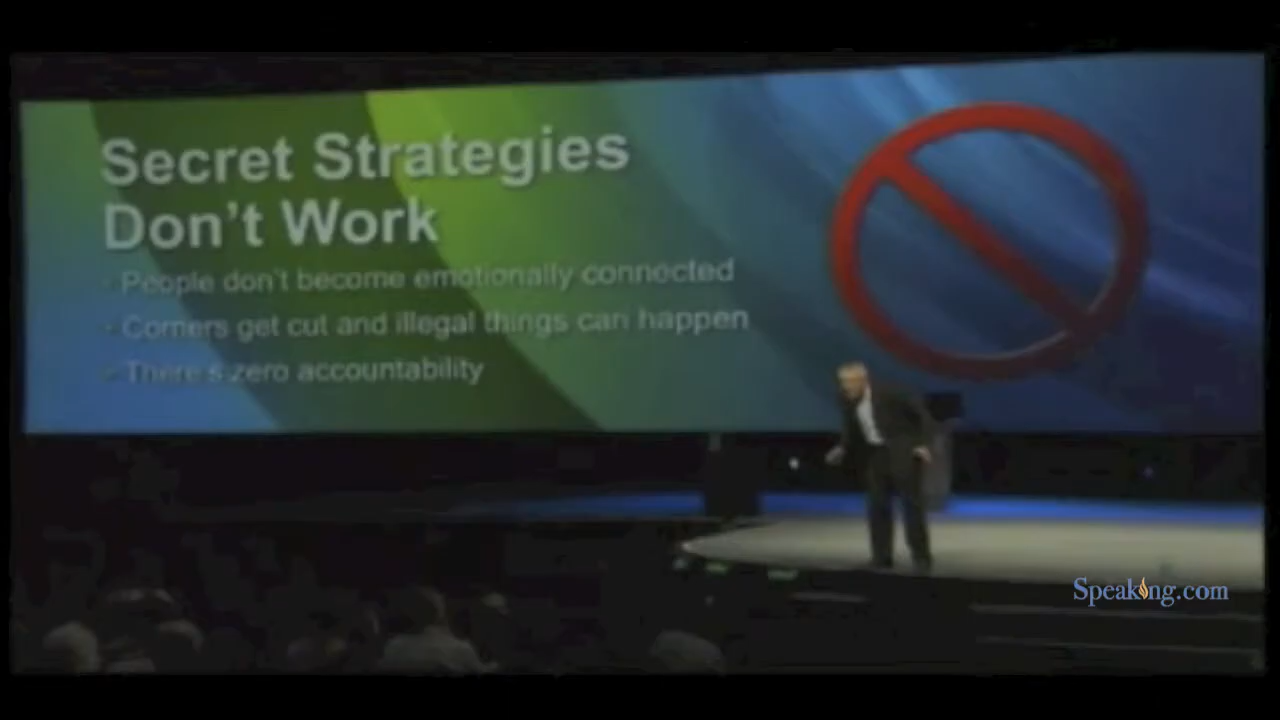 Secret Strategies
Don't Work
- People don't become emotionally connected
- Corners get cut and illegal things can happen
- There's zero accountability
Speaking.com